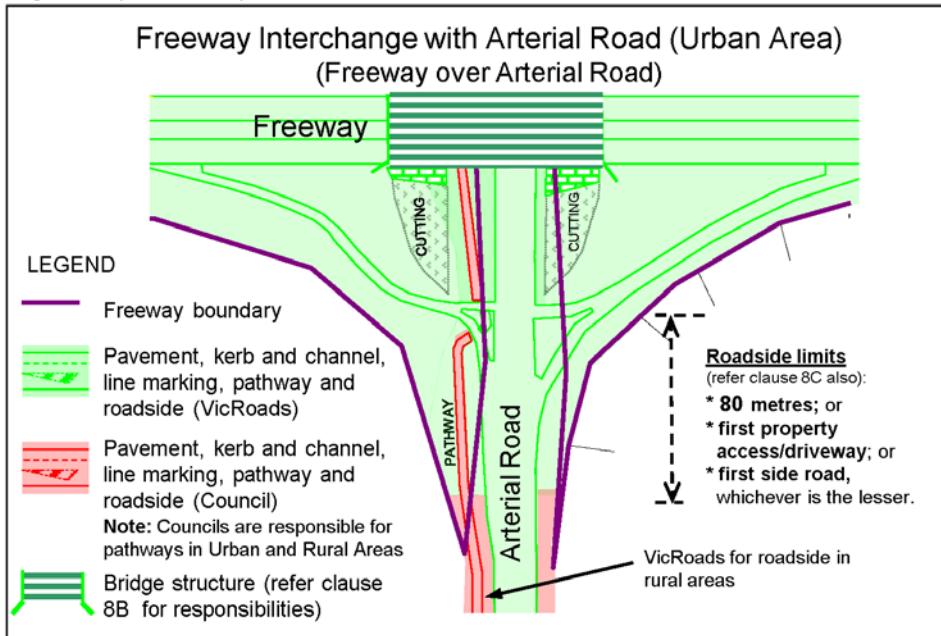 Freeway Interchange with Arterial Road (Urban Area)
(Freeway over Arterial Road)
Freeway
CUTTING
CUTTING
LEGEND
Freeway boundary
Pavement, kerb and channel,
line marking, pathway and
roadside (VicRoads)
Pavement, kerb and channel,
line marking, pathway and
roadside (Council)
Note: Councils are responsible for
pathways in Urban and Rural Areas
Bridge structure (refer clause
8B for responsibilities)
PATHWAY
Arterial Road
Roadside limits
(refer clause 8C also):
* 80 metres; or
* first property
access/driveway; or
* first side road,
whichever is the lesser.
VicRoads for roadside in
rural areas